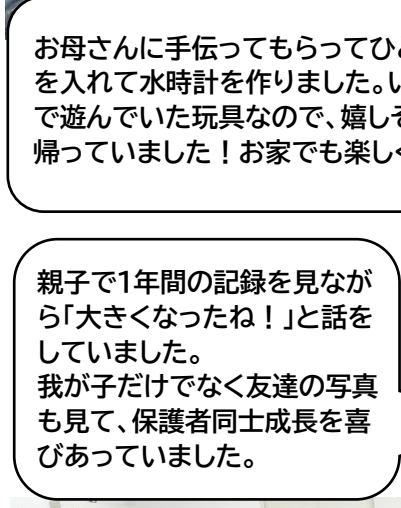 お母さんに手伝ってもらってひ
を入れて水時計を作りました。い
で遊んでいた玩具なので、嬉しそ
帰っていました！お家でも楽しく
親子で1年間の記録を見なが
ら「大きくなったね！」と話を
していました。
我が子だけでなく友達の写真
も見て、保護者同士成長を喜
びあっていました。